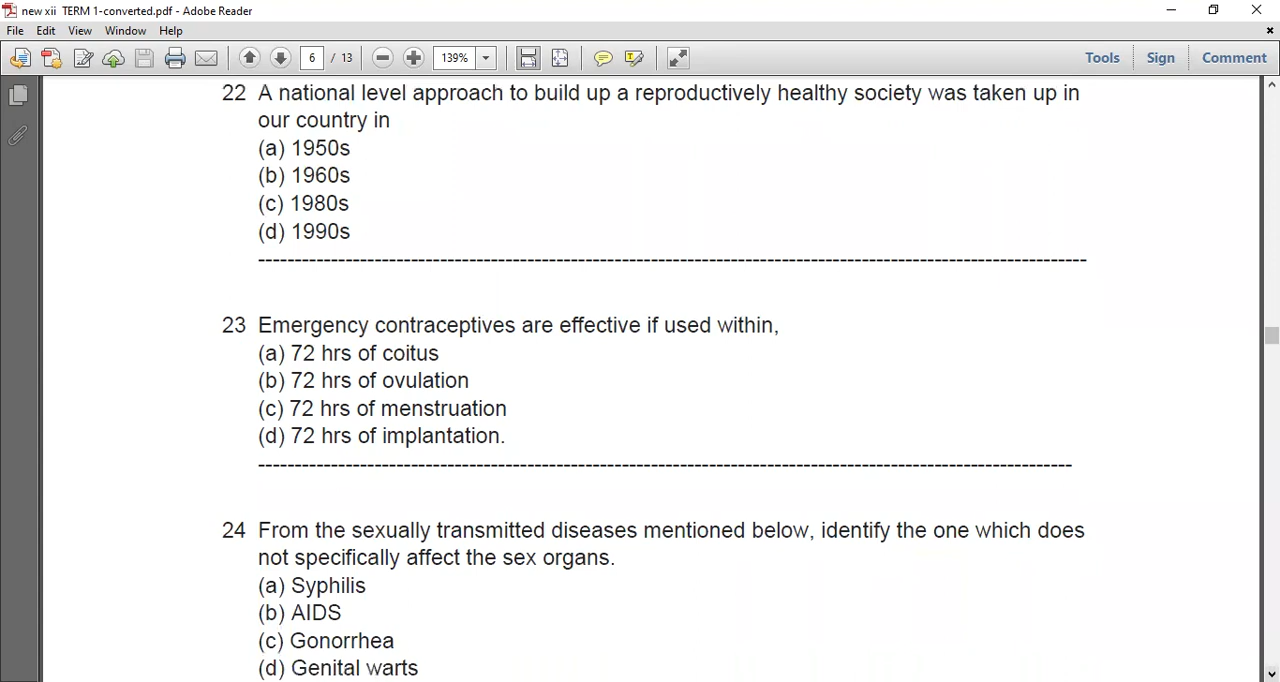 new xii TERM 1-converted.pdf - Adobe Reader
File Edit View Window Help
6 / 13 139% Tools Sign Comment
22 A national level approach to build up a reproductively healthy society was taken up in
our country in
(a) 1950s
(b) 1960s
(c) 1980s
(d) 1990s
--------------------------------------------------------------------------------------------------------------------
23 Emergency contraceptives are effective if used within,
(a) 72 hrs of coitus
(b) 72 hrs of ovulation
(c) 72 hrs of menstruation
(d) 72 hrs of implantation.
------------------------------------------------------------------------------------------------------------------
24 From the sexually transmitted diseases mentioned below, identify the one which does
not specifically affect the sex organs.
(a) Syphilis
(b) AIDS
(c) Gonorrhea
(d) Genital warts